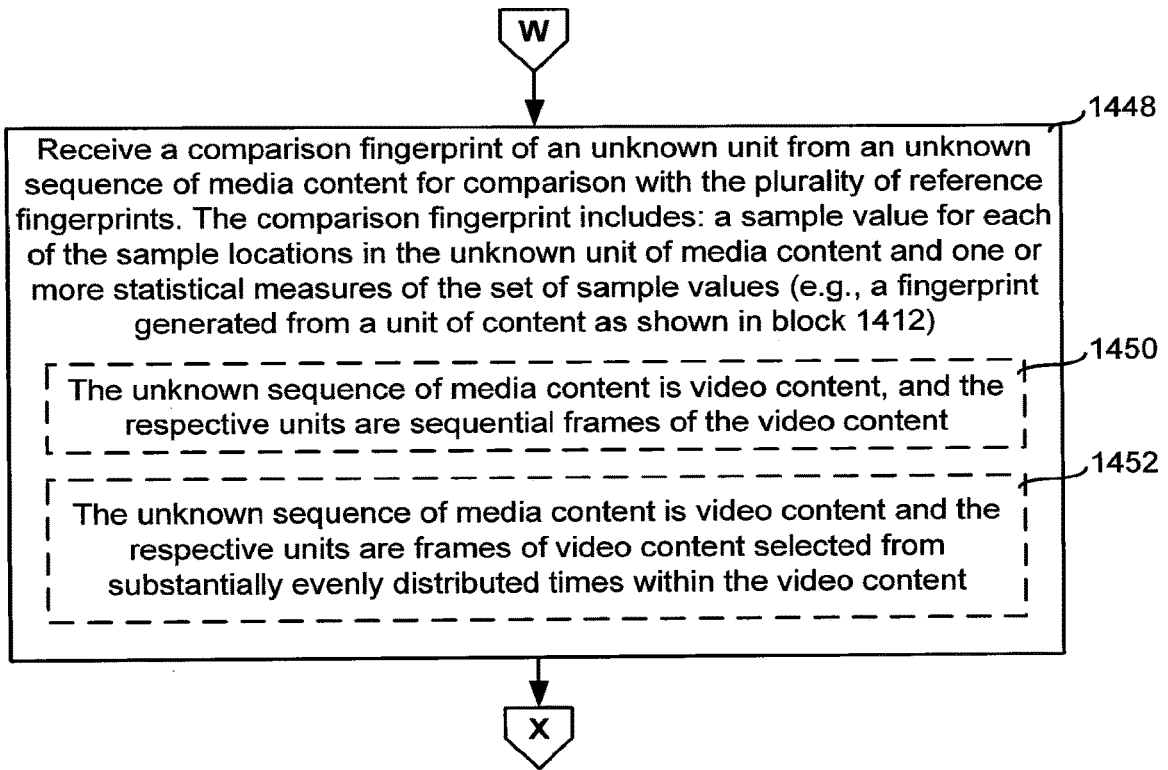 W
1448
Receive a comparison fingerprint of an unknown unit from an unknown
sequence of media content for comparison with the plurality of reference
fingerprints. The comparison fingerprint includes: a sample value for each
of the sample locations in the unknown unit of media content and one or
more statistical measures of the set of sample values (e.g., a fingerprint
generated from a unit of content as shown in block 1412)
1450
The unknown sequence of media content is video content, and the
respective units are sequential frames of the video content
1452
The unknown sequence of media content is video content and the
respective units are frames of video content selected from
substantially evenly distributed times within the video content
X